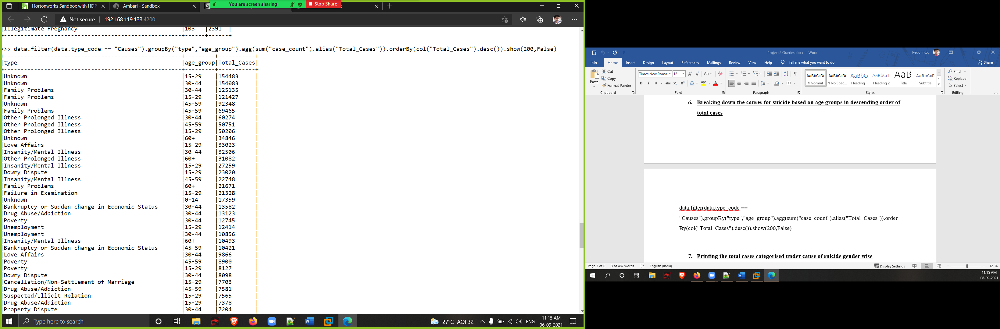 Hortonworks Sandbox with HDP
Ambari - Sandbox
You are screen sharing
Stop Share
Not secure
192.168.119.133:4200
|Illegitimate Pregnancy |103 |2391 |
>>> data.filter(data.type_code == "Causes").groupBy("type","age_group").agg(sum("case_count").alias("Total_Cases")).orderBy(col("Total_Cases").desc()).show(200,False)
|type |age_group|Total_Cases|
|Unknown |15-29 |154483 |
|Unknown |30-44 |154083 |
|Family Problems |30-44 |125135 |
|Family Problems |15-29 |121427 |
|Unknown |45-59 |92348 |
|Family Problems |45-59 |69465 |
|Other Prolonged Illness |30-44 |60274 |
|Other Prolonged Illness |45-59 |50751 |
|Other Prolonged Illness |15-29 |50206 |
|Unknown |60+ |34846 |
|Love Affairs |15-29 |33023 |
|Insanity/Mental Illness |30-44 |32506 |
|Other Prolonged Illness |60+ |31082 |
|Insanity/Mental Illness |15-29 |27259 |
|Dowry Dispute |15-29 |23020 |
|Insanity/Mental Illness |45-59 |22748 |
|Family Problems |60+ |21671 |
|Failure in Examination |15-29 |21328 |
|Unknown |0-14 |17359 |
|Bankruptcy or Sudden change in Economic Status |30-44 |13582 |
|Drug Abuse/Addiction |30-44 |13123 |
|Poverty |30-44 |12745 |
|Unemployment |15-29 |12414 |
|Unemployment |30-44 |10856 |
|Insanity/Mental Illness |60+ |10493 |
|Bankruptcy or Sudden change in Economic Status |45-59 |10421 |
|Love Affairs |30-44 |9866 |
|Poverty |45-59 |8900 |
|Poverty |15-29 |8127 |
|Dowry Dispute |30-44 |8098 |
|Cancellation/Non-Settlement of Marriage |15-29 |7703 |
|Drug Abuse/Addiction |45-59 |7581 |
|Suspected/Illicit Relation |15-29 |7565 |
|Drug Abuse/Addiction |15-29 |7378 |
|Property Dispute |30-44 |7204 |
Type here to search
27°C AQI 32
ENG
11:15 AM
06-09-2021
Project 2 Queries.docx - Word
Redon Roy
File Home Insert Design Layout References Mailings Review View Help Tell me what you want to do
Share
Paste
Cut
Copy
Format Painter
Clipboard
Times New Roma 12
Aa
B I U abc x₂ x²
Font
Paragraph
AaBbCcDc AaBbCcDc AaBbC( AaBbCcE AaB AaBbCcC
¶ Normal ¶ No Spac... Heading 1 Heading 2 Title Subtitle
Styles
Find
Replace
Select
Editing
6. Breaking down the causes for suicide based on age groups in descending order of
total cases
data.filter(data.type_code ==
"Causes").groupBy("type","age_group").agg(sum("case_count").alias("Total_Cases")).order
By(col("Total_Cases").desc()).show(200,False)
7. Printing the total cases categorised under cause of suicide gender wise
Page 3 of 6 3 of 487 words English (India)
Display Settings
121%
11:15 AM
06-09-2021